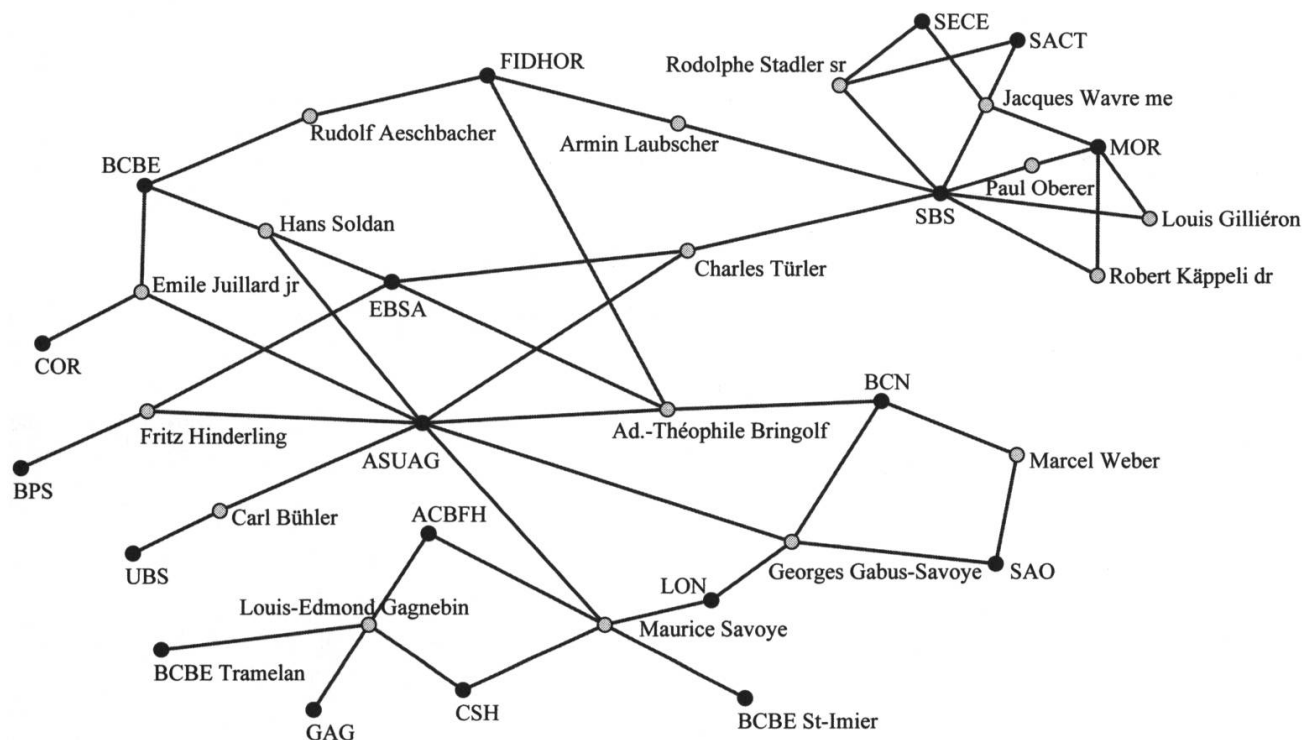 SECE
SACT
FIDHOR
Rodolphe Stadler sr
Jacques Wavre me
Rudolf Aeschbacher
Armin Laubscher
MOR
BCBE
Paul Oberer
SBS
Louis Gilliéron
Hans Soldan
Charles Türler
Robert Käppeli dr
Emile Juillard jr
EBSA
COR
BCN
Fritz Hinderling
Ad.-Théophile Bringolf
ASUAG
Marcel Weber
BPS
Carl Bühler
ACBFH
UBS
Georges Gabus-Savoye
SAO
LON
Louis-Edmond Gagnebin
Maurice Savoye
BCBE Tramelan
CSH
BCBE St-Imier
GAG